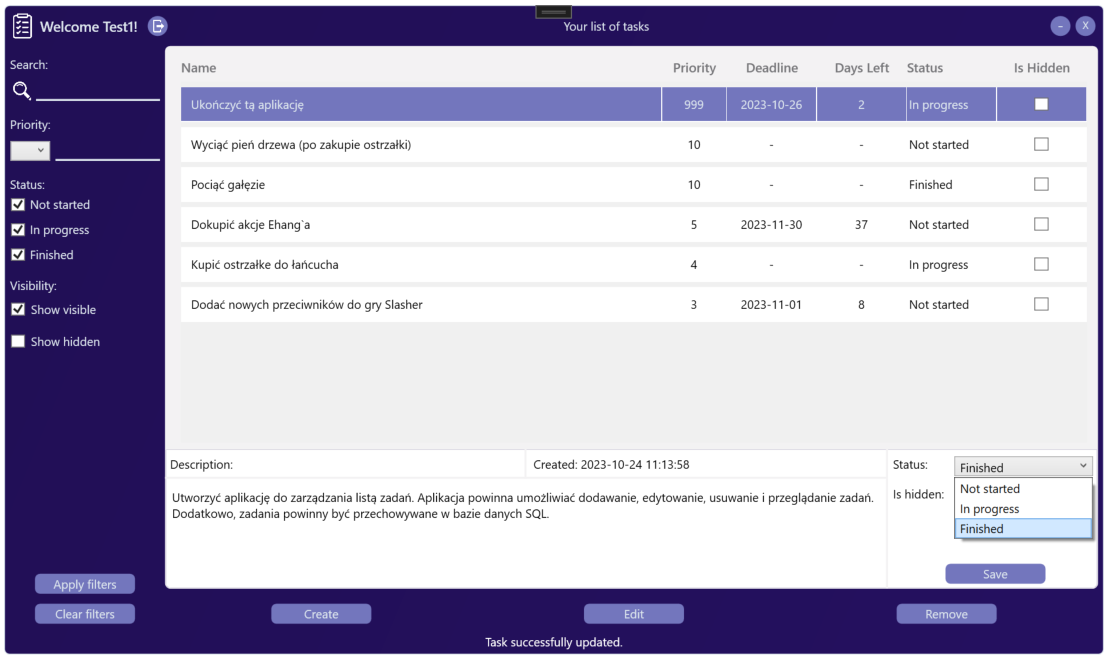 Welcome Test1!
Your list of tasks
- X
Search:
Priority:
Status:
Not started
In progress
Finished
Visibility:
Show visible
Show hidden
Apply filters
Clear filters
Name Priority Deadline Days Left Status Is Hidden
Ukończyć tą aplikację 999 2023-10-26 2 In progress
Wyciąć pień drzewa (po zakupie ostrzałki) 10 - - Not started
Pociąć gałęzie 10 - - Finished
Dokupić akcje Ehang`a 5 2023-11-30 37 Not started
Kupić ostrzałke do łańcucha 4 - - In progress
Dodać nowych przeciwników do gry Slasher 3 2023-11-01 8 Not started
Description: Created: 2023-10-24 11:13:58
Utworzyć aplikację do zarządzania listą zadań. Aplikacja powinna umożliwiać dodawanie, edytowanie, usuwanie i przeglądanie zadań.
Dodatkowo, zadania powinny być przechowywane w bazie danych SQL.
Status: Finished
Is hidden:
Not started
In progress
Finished
Save
Create Edit Remove
Task successfully updated.